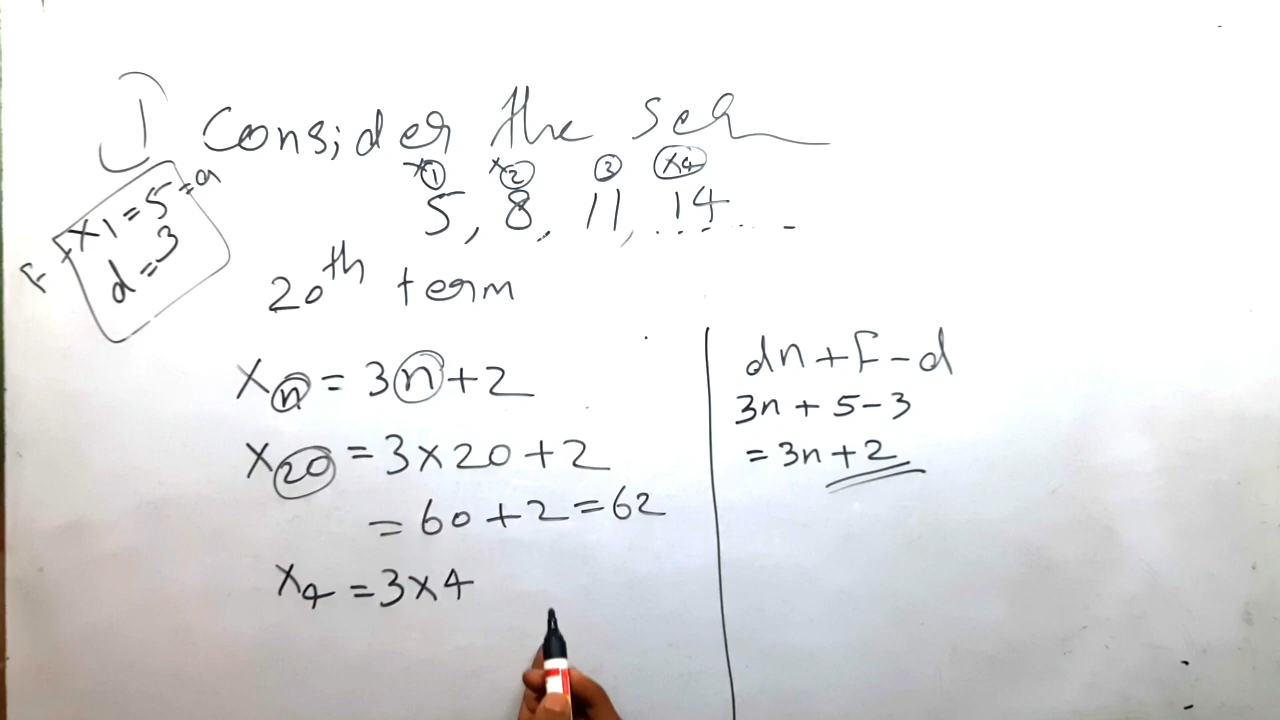 1) Consider the seq
x1 x2 3 x4
5, 8, 11, 14......
F x1 = 5 = a
d = 3
20th term
xn = 3n + 2
x20 = 3 × 20 + 2
= 60 + 2 = 62
x4 = 3 × 4
dn + F - d
3n + 5 - 3
= 3n + 2